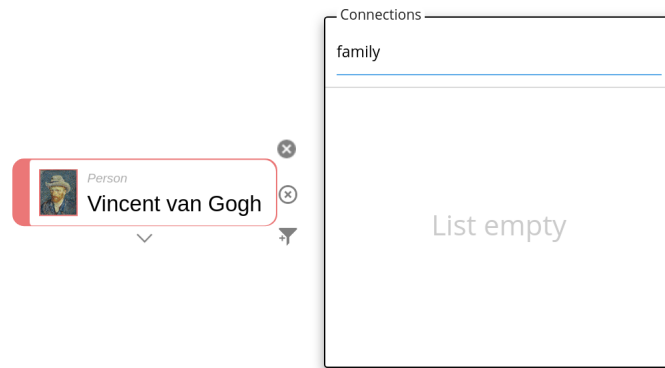 Connections
family
Person
Vincent van Gogh
List empty